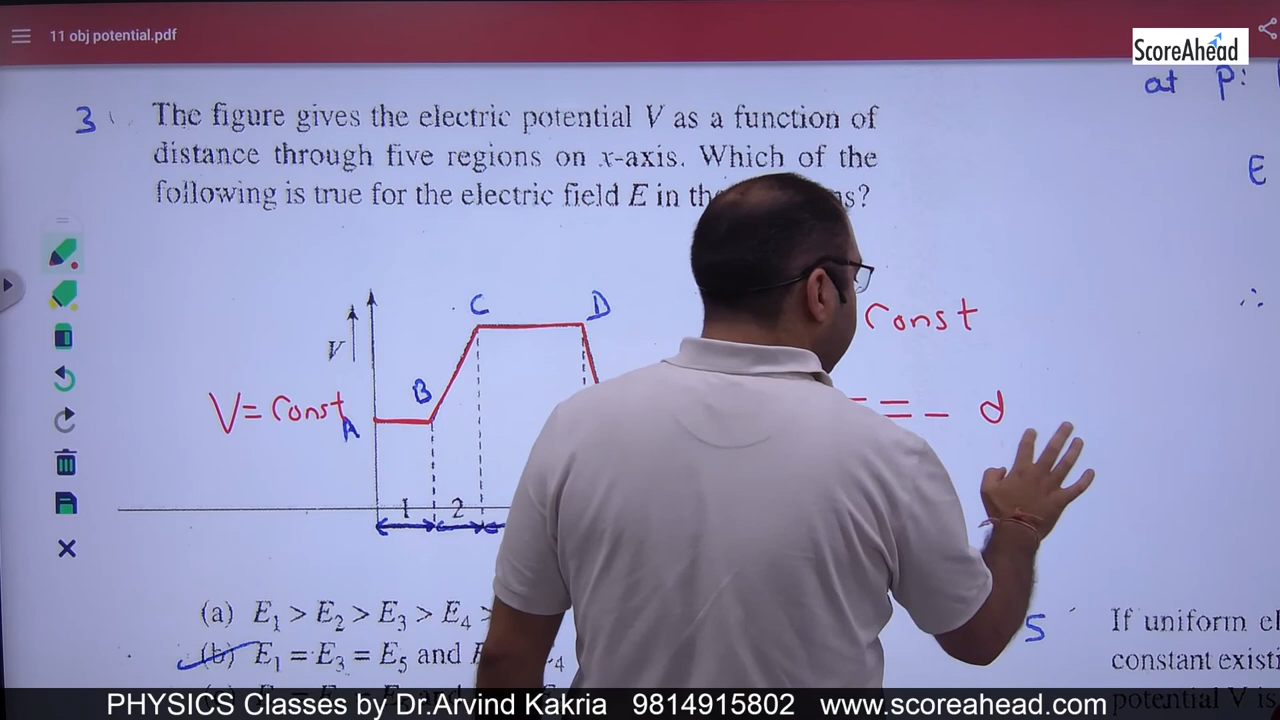 11 obj potential.pdf
ScoreAhead
at P:
3
The figure gives the electric potential V as a function of
distance through five regions on x-axis. Which of the
following is true for the electric field E in the
E
C
D
V
Const
B
V = Const
A
= = - d
1
2
(a) E₁ > E₂ > E₃ > E₄ >
(b) E₁ = E₃ = E₅ and
5
If uniform el
constant existi
potential V is
PHYSICS Classes by Dr.Arvind Kakria 9814915802 www.scoreahead.com